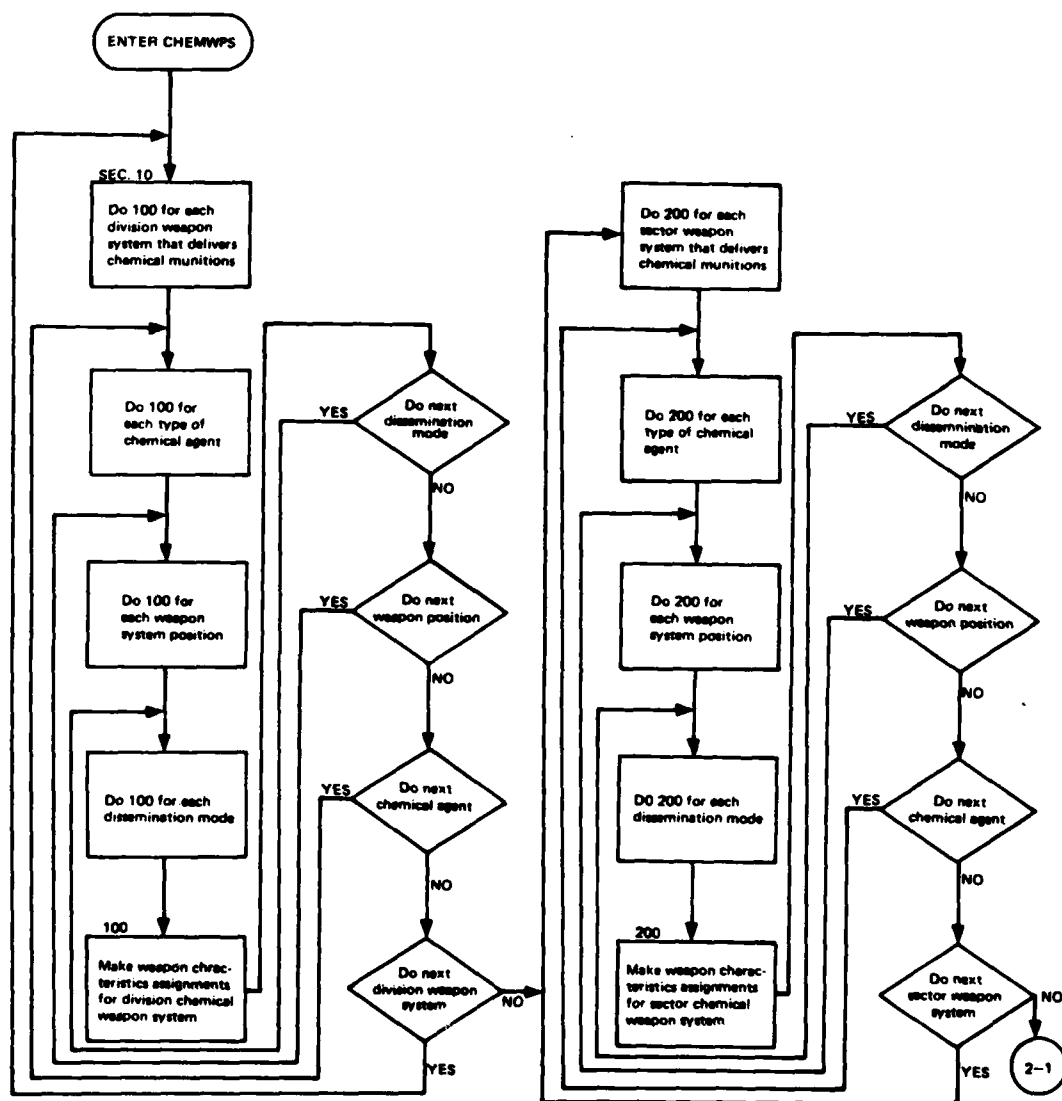 ENTER CHEMWPS
SEC. 10
Do 100 for each
division weapon
system that delivers
chemical munitions
Do 100 for
each type of
chemical agent
Do 100 for
each weapon
system position
Do 100 for each
dissemination mode
100
Make weapon chrac-
teristics assignments
for division chemical
weapon system
Do next
dissemination
mode
YES
NO
Do next
weapon position
YES
NO
Do next
chemical agent
YES
NO
Do next
division weapon
system
NO
YES
Do 200 for each
sector weapon
system that delivers
chemical munitions
Do 200 for each
type of chemical
agent
Do 200 for
each weapon
system position
DO 200 for each
dissemination mode
200
Make weapon charac-
teristics assignments
for sector chemical
weapon system
Do next
dissemnination
mode
YES
NO
Do next
weapon position
YES
NO
Do next
chemical agent
YES
NO
Do next
sector weapon
system
NO
YES
2-1